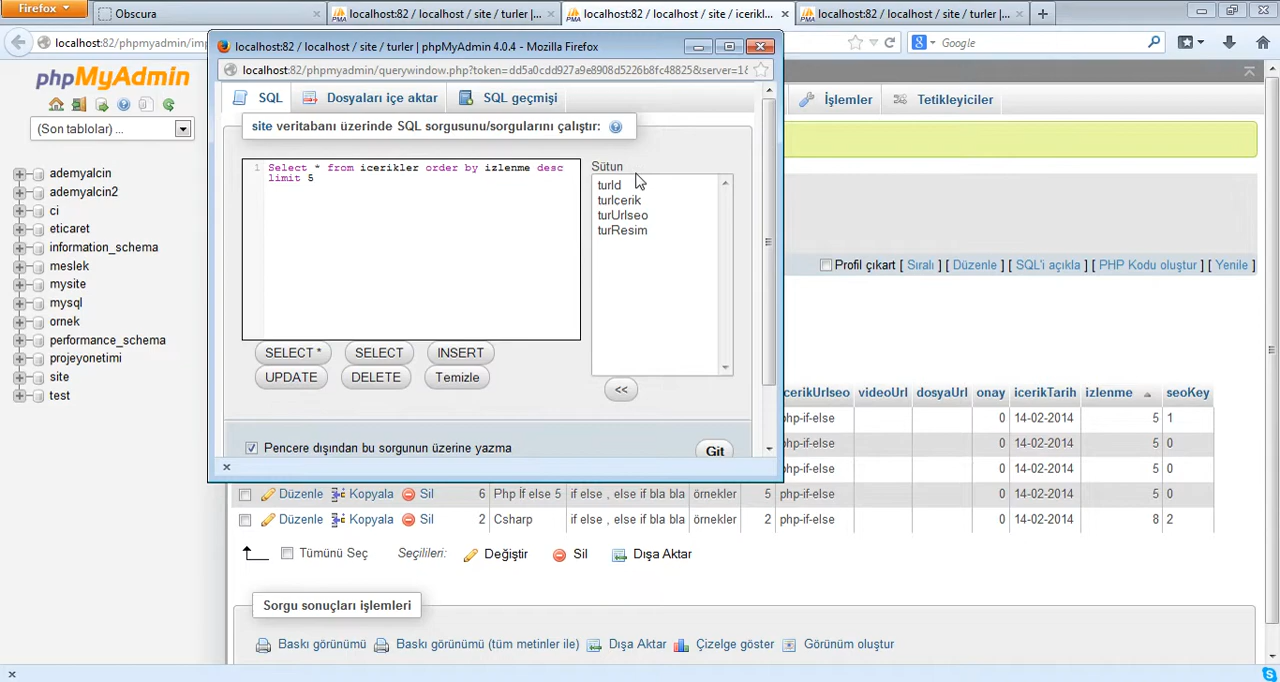 Firefox
Obscura
localhost:82 / localhost / site / turler |...
localhost:82 / localhost / site / icerikl...
localhost:82 / localhost / site / turler |...
localhost:82/phpmyadmin/imp
Google
phpMyAdmin
(Son tablolar) ...
ademyalcin
ademyalcin2
ci
eticaret
information_schema
meslek
mysite
mysql
ornek
performance_schema
projeyonetimi
site
test
localhost:82 / localhost / site / turler | phpMyAdmin 4.0.4 - Mozilla Firefox
localhost:82/phpmyadmin/querywindow.php?token=dd5a0cdd927a9e8908d5226b8fc48825&server=1&
SQL
Dosyaları içe aktar
SQL geçmişi
site veritabanı üzerinde SQL sorgusunu/sorgularını çalıştır:
1 Select * from icerikler order by izlenme desc
limit 5
Sütun
turId
turIcerik
turUrlseo
turResim
SELECT *
SELECT
INSERT
UPDATE
DELETE
Temizle
<<
Pencere dışından bu sorgunun üzerine yazma
Git
İşlemler
Tetikleyiciler
Profil çıkart [ Sıralı ] [ Düzenle ] [ SQL'i açıkla ] [ PHP Kodu oluştur ] [ Yenile ]
cerikUrlseo videoUrl dosyaUrl onay icerikTarih izlenme seoKey
php-if-else 0 14-02-2014 5 1
php-if-else 0 14-02-2014 5 0
php-if-else 0 14-02-2014 5 0
Düzenle Kopyala Sil 6 Php İf else 5 if else , else if bla bla örnekler 5 php-if-else 0 14-02-2014 5 0
Düzenle Kopyala Sil 2 Csharp if else , else if bla bla örnekler 2 php-if-else 0 14-02-2014 8 2
Tümünü Seç Seçilileri: Değiştir Sil Dışa Aktar
Sorgu sonuçları işlemleri
Baskı görünümü Baskı görünümü (tüm metinler ile) Dışa Aktar Çizelge göster Görünüm oluştur